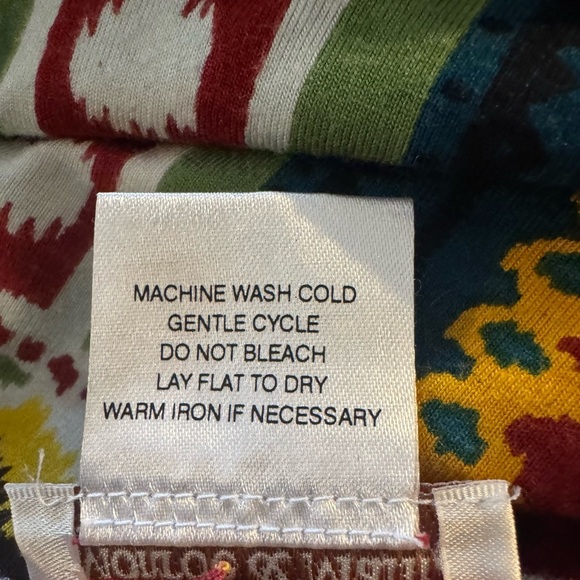 MACHINE WASH COLD
GENTLE CYCLE
DO NOT BLEACH
LAY FLAT TO DRY
WARM IRON IF NECESSARY